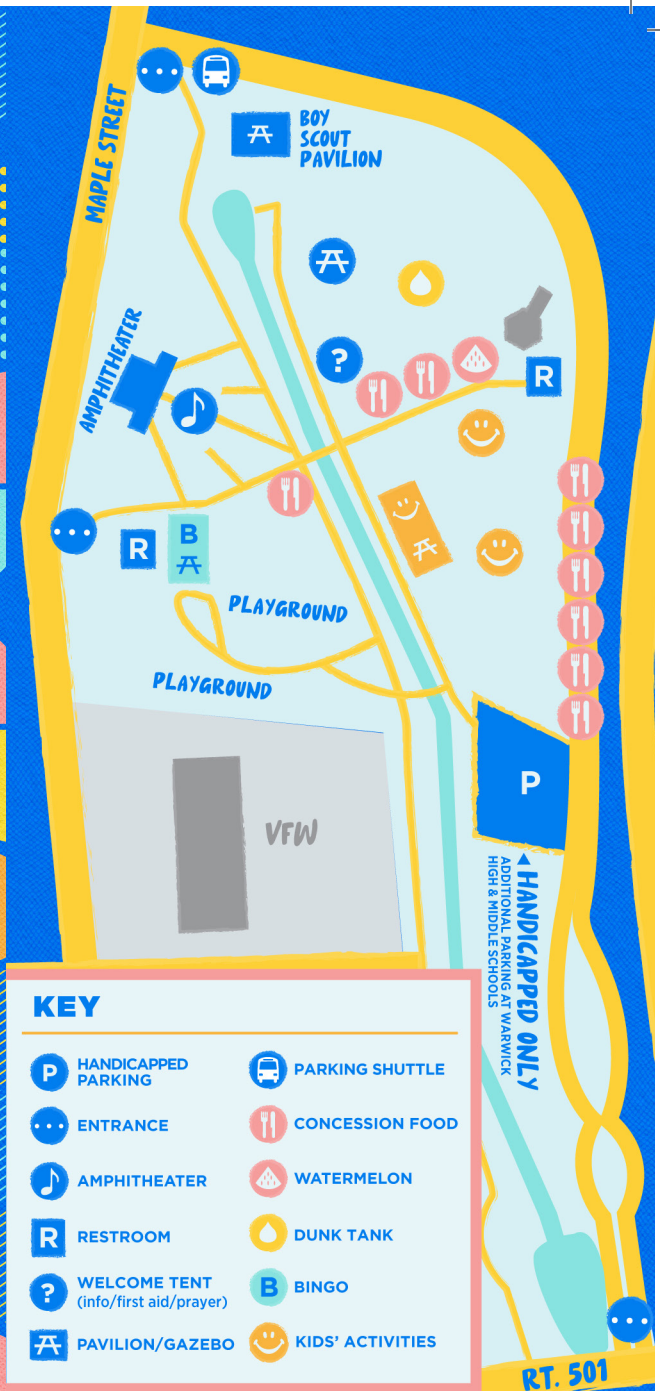 MAPLE STREET
BOY
SCOUT
PAVILION
AMPHITEATER
?
R
R
B
PLAYGROUND
PLAYGROUND
P
VFW
HANDICAPPED ONLY
ADDITIONAL PARKING AT WARWICK
HIGH & MIDDLE SCHOOLS
KEY
P HANDICAPPED
PARKING
ENTRANCE
AMPHITEATER
R RESTROOM
? WELCOME TENT
(info/first aid/prayer)
PAVILION/GAZEBO
PARKING SHUTTLE
CONCESSION FOOD
WATERMELON
DUNK TANK
B BINGO
KIDS' ACTIVITIES
RT. 501